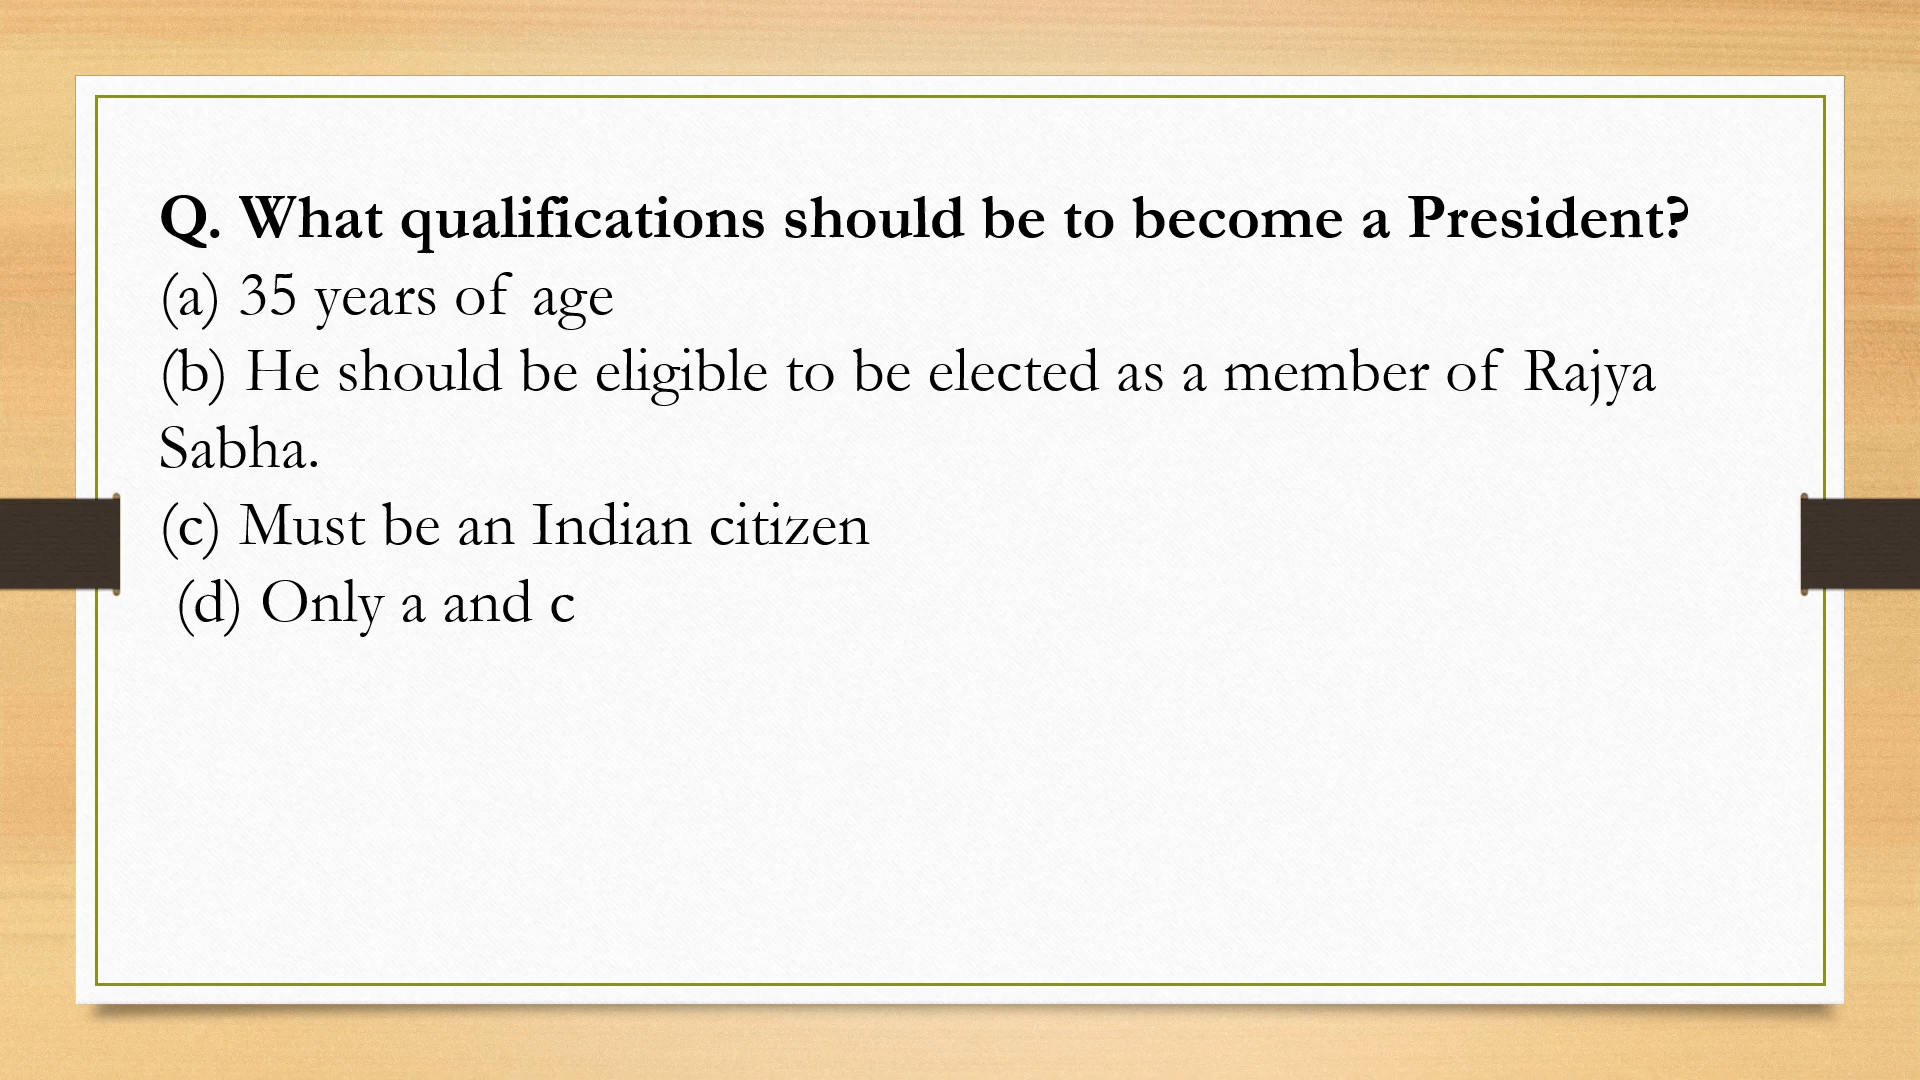 Q. What qualifications should be to become a President?
(a) 35 years of age
(b) He should be eligible to be elected as a member of Rajya
Sabha.
(c) Must be an Indian citizen
(d) Only a and c